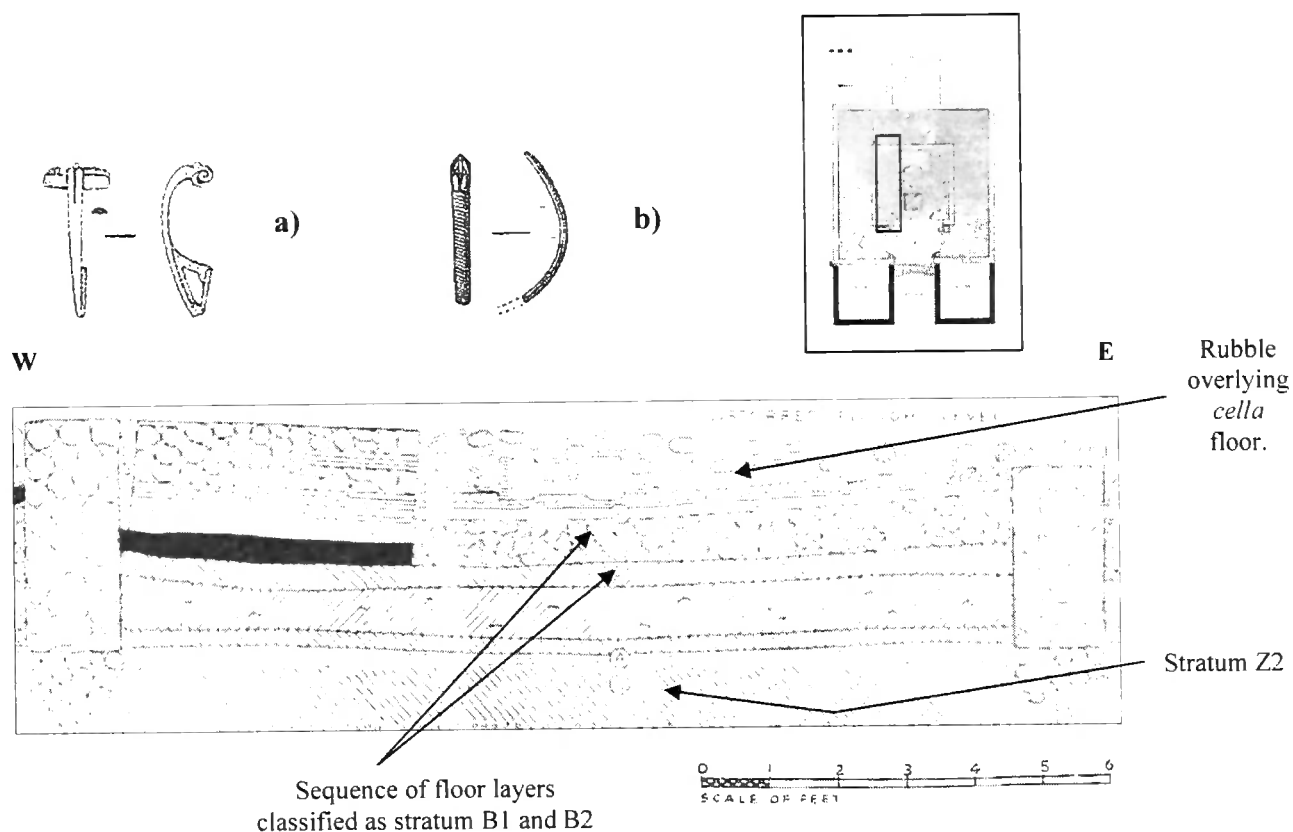 a)
b)
W
E
Rubble
overlying
cella
floor.
Stratum Z2
0 1 2 3 4 5 6
SCALE OF FEET
Sequence of floor layers
classified as stratum B1 and B2